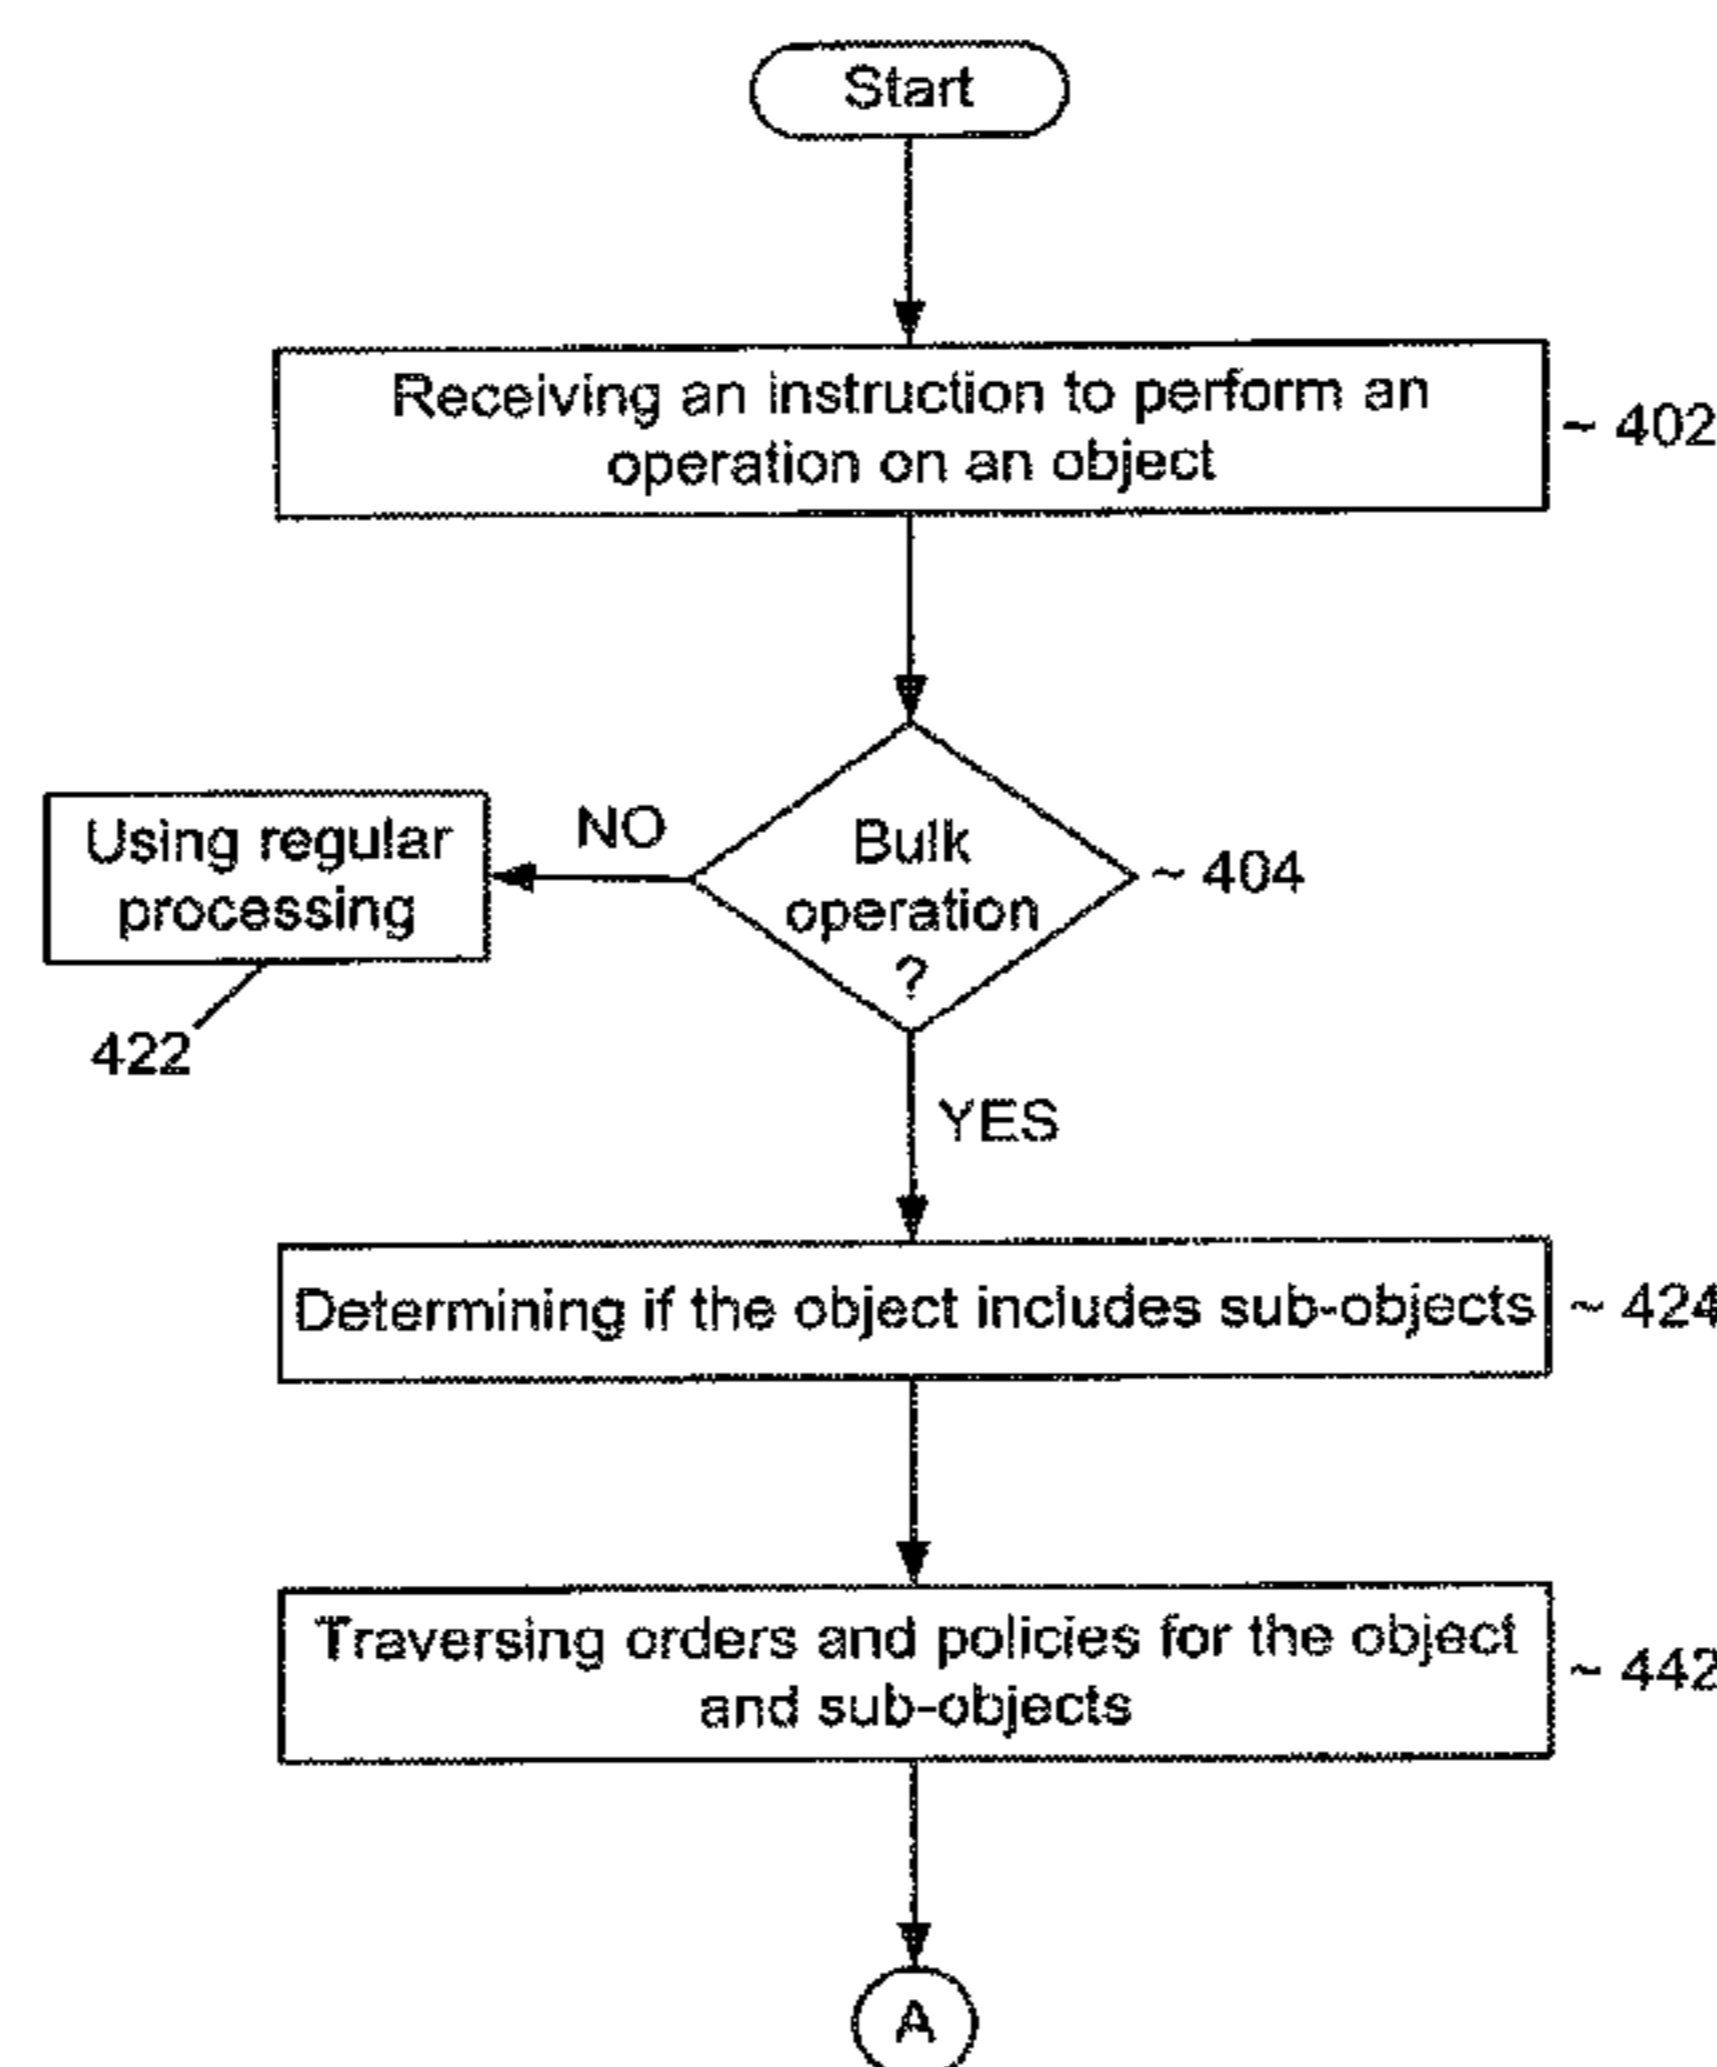 Start
Receiving an instruction to perform an
operation on an object
~ 402
Bulk
operation
?
~ 404
NO
Using regular
processing
422
YES
Determining if the object includes sub-objects
~ 424
Traversing orders and policies for the object
and sub-objects
~ 442
A